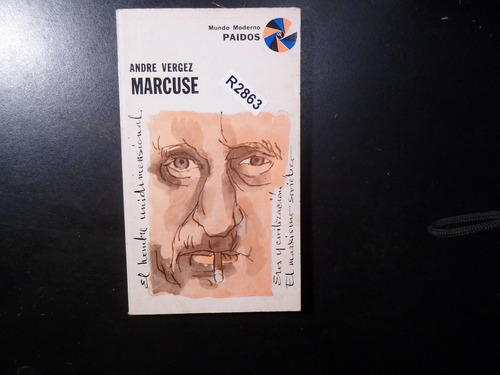 Mundo Moderno
PAIDOS
ANDRE VERGEZ
MARCUSE
R2863
El hombre unidimensional
Eros y civilización
El marxismo soviético